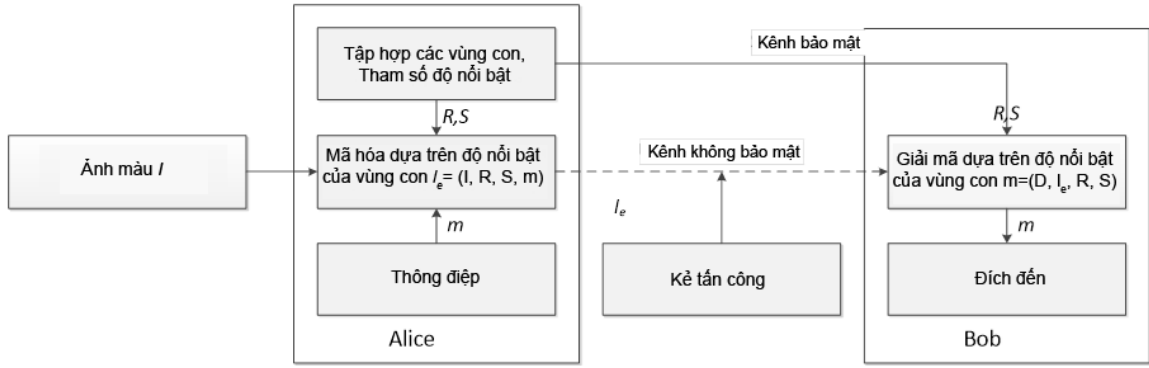 Tập hợp các vùng con,
Tham số độ nổi bật
Kênh bảo mật
R,S
R,S
Ảnh màu I
Mã hóa dựa trên độ nổi bật
của vùng con Iₑ= (I, R, S, m)
Kênh không bảo mật
Giải mã dựa trên độ nổi bật
của vùng con m=(D, Iₑ, R, S)
m
Iₑ
m
Thông điệp
Kẻ tấn công
Đích đến
Alice
Bob